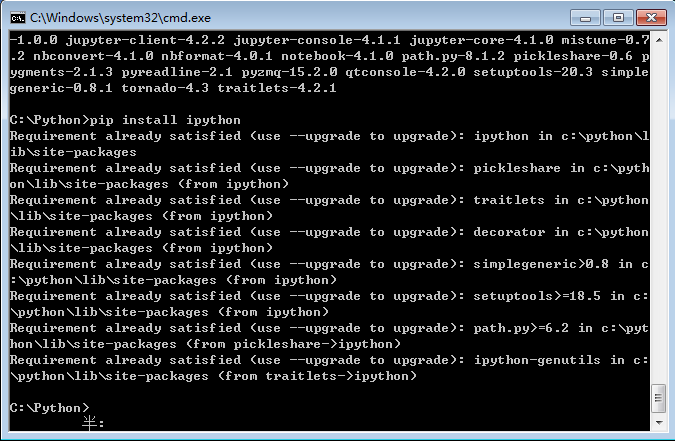 C:\Windows\system32\cmd.exe
-1.0.0 jupyter-client-4.2.2 jupyter-console-4.1.1 jupyter-core-4.1.0 mistune-0.7
.2 nbconvert-4.1.0 nbformat-4.0.1 notebook-4.1.0 path.py-8.1.2 pickleshare-0.6 p
ygments-2.1.3 pyreadline-2.1 pyzmq-15.2.0 qtconsole-4.2.0 setuptools-20.3 simple
generic-0.8.1 tornado-4.3 traitlets-4.2.1
C:\Python>pip install ipython
Requirement already satisfied (use --upgrade to upgrade): ipython in c:\python\l
ib\site-packages
Requirement already satisfied (use --upgrade to upgrade): pickleshare in c:\pyth
on\lib\site-packages (from ipython)
Requirement already satisfied (use --upgrade to upgrade): traitlets in c:\python
\lib\site-packages (from ipython)
Requirement already satisfied (use --upgrade to upgrade): decorator in c:\python
\lib\site-packages (from ipython)
Requirement already satisfied (use --upgrade to upgrade): simplegeneric>0.8 in c
:\python\lib\site-packages (from ipython)
Requirement already satisfied (use --upgrade to upgrade): setuptools>=18.5 in c:
\python\lib\site-packages (from ipython)
Requirement already satisfied (use --upgrade to upgrade): path.py>=6.2 in c:\pyt
hon\lib\site-packages (from pickleshare->ipython)
Requirement already satisfied (use --upgrade to upgrade): ipython-genutils in c:
\python\lib\site-packages (from traitlets->ipython)
C:\Python>
半: